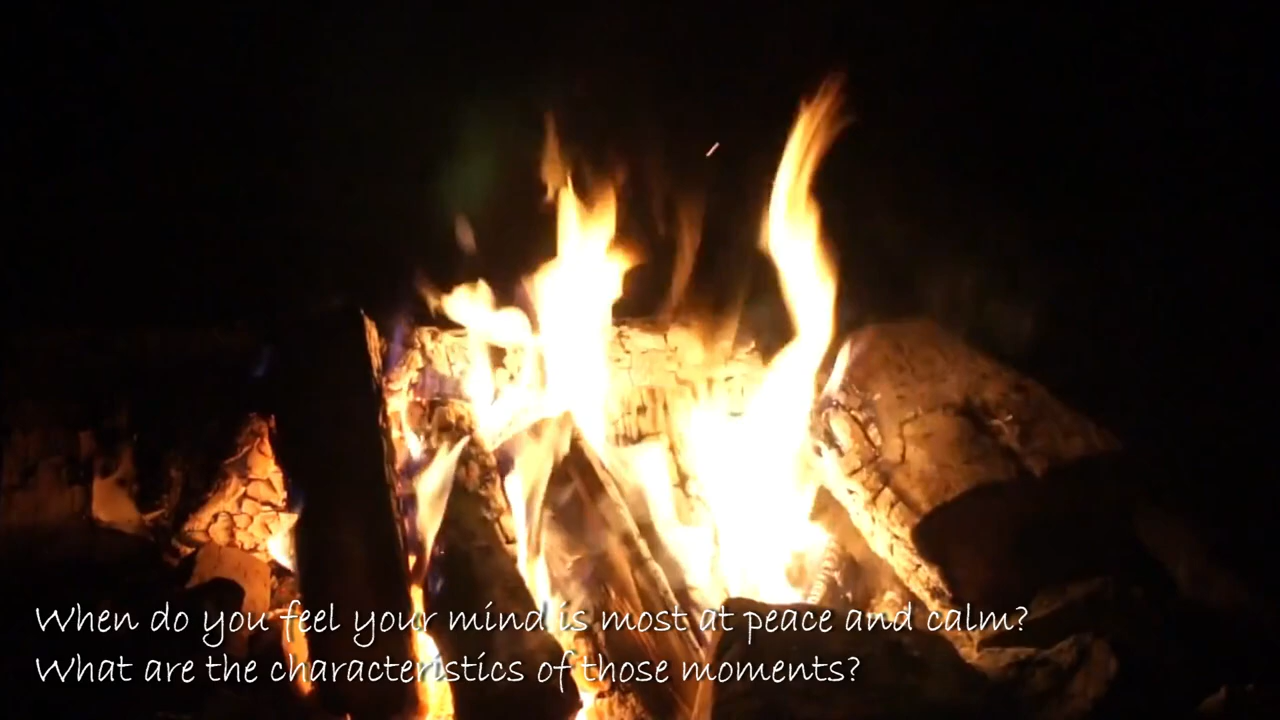 When do you feel your mind is most at peace and calm?
What are the characteristics of those moments?